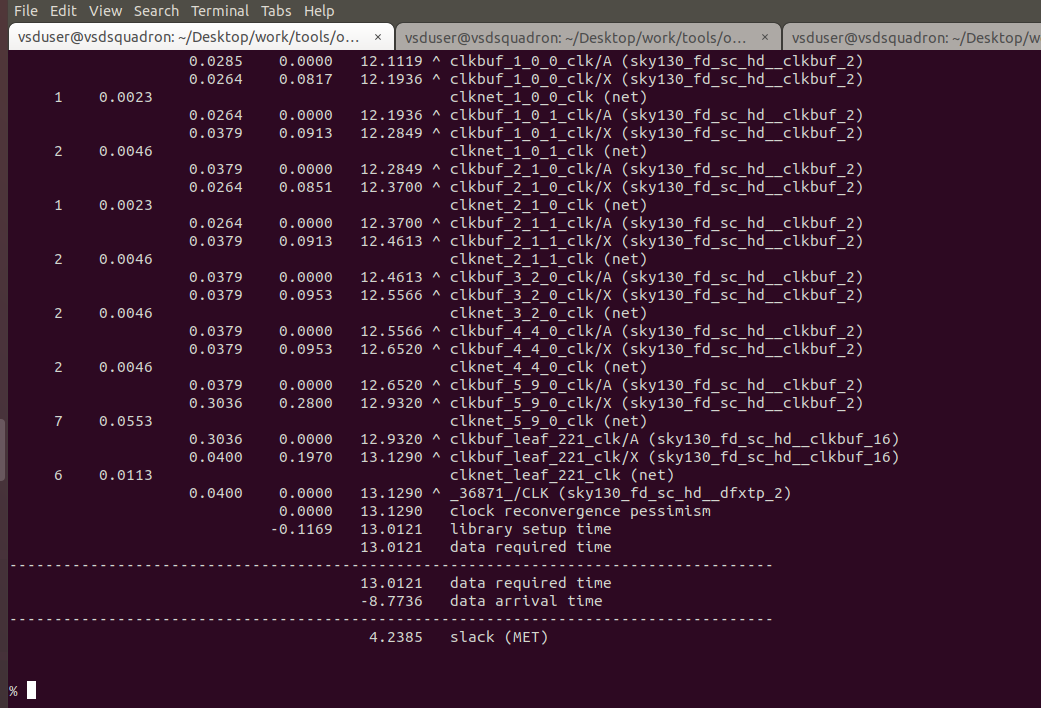 File Edit View Search Terminal Tabs Help
vsduser@vsdsquadron: ~/Desktop/work/tools/o... × vsduser@vsdsquadron: ~/Desktop/work/tools/o... × vsduser@vsdsquadron: ~/Desktop/w
0.0285 0.0000 12.1119 ^ clkbuf_1_0_0_clk/A (sky130_fd_sc_hd__clkbuf_2)
0.0264 0.0817 12.1936 ^ clkbuf_1_0_0_clk/X (sky130_fd_sc_hd__clkbuf_2)
1 0.0023 clknet_1_0_0_clk (net)
0.0264 0.0000 12.1936 ^ clkbuf_1_0_1_clk/A (sky130_fd_sc_hd__clkbuf_2)
0.0379 0.0913 12.2849 ^ clkbuf_1_0_1_clk/X (sky130_fd_sc_hd__clkbuf_2)
2 0.0046 clknet_1_0_1_clk (net)
0.0379 0.0000 12.2849 ^ clkbuf_2_1_0_clk/A (sky130_fd_sc_hd__clkbuf_2)
0.0264 0.0851 12.3700 ^ clkbuf_2_1_0_clk/X (sky130_fd_sc_hd__clkbuf_2)
1 0.0023 clknet_2_1_0_clk (net)
0.0264 0.0000 12.3700 ^ clkbuf_2_1_1_clk/A (sky130_fd_sc_hd__clkbuf_2)
0.0379 0.0913 12.4613 ^ clkbuf_2_1_1_clk/X (sky130_fd_sc_hd__clkbuf_2)
2 0.0046 clknet_2_1_1_clk (net)
0.0379 0.0000 12.4613 ^ clkbuf_3_2_0_clk/A (sky130_fd_sc_hd__clkbuf_2)
0.0379 0.0953 12.5566 ^ clkbuf_3_2_0_clk/X (sky130_fd_sc_hd__clkbuf_2)
2 0.0046 clknet_3_2_0_clk (net)
0.0379 0.0000 12.5566 ^ clkbuf_4_4_0_clk/A (sky130_fd_sc_hd__clkbuf_2)
0.0379 0.0953 12.6520 ^ clkbuf_4_4_0_clk/X (sky130_fd_sc_hd__clkbuf_2)
2 0.0046 clknet_4_4_0_clk (net)
0.0379 0.0000 12.6520 ^ clkbuf_5_9_0_clk/A (sky130_fd_sc_hd__clkbuf_2)
0.3036 0.2800 12.9320 ^ clkbuf_5_9_0_clk/X (sky130_fd_sc_hd__clkbuf_2)
7 0.0553 clknet_5_9_0_clk (net)
0.3036 0.0000 12.9320 ^ clkbuf_leaf_221_clk/A (sky130_fd_sc_hd__clkbuf_16)
0.0400 0.1970 13.1290 ^ clkbuf_leaf_221_clk/X (sky130_fd_sc_hd__clkbuf_16)
6 0.0113 clknet_leaf_221_clk (net)
0.0400 0.0000 13.1290 ^ _36871_/CLK (sky130_fd_sc_hd__dfxtp_2)
0.0000 13.1290 clock reconvergence pessimism
-0.1169 13.0121 library setup time
13.0121 data required time
-------------------------------------------------------------------------------------
13.0121 data required time
-8.7736 data arrival time
-------------------------------------------------------------------------------------
4.2385 slack (MET)
%